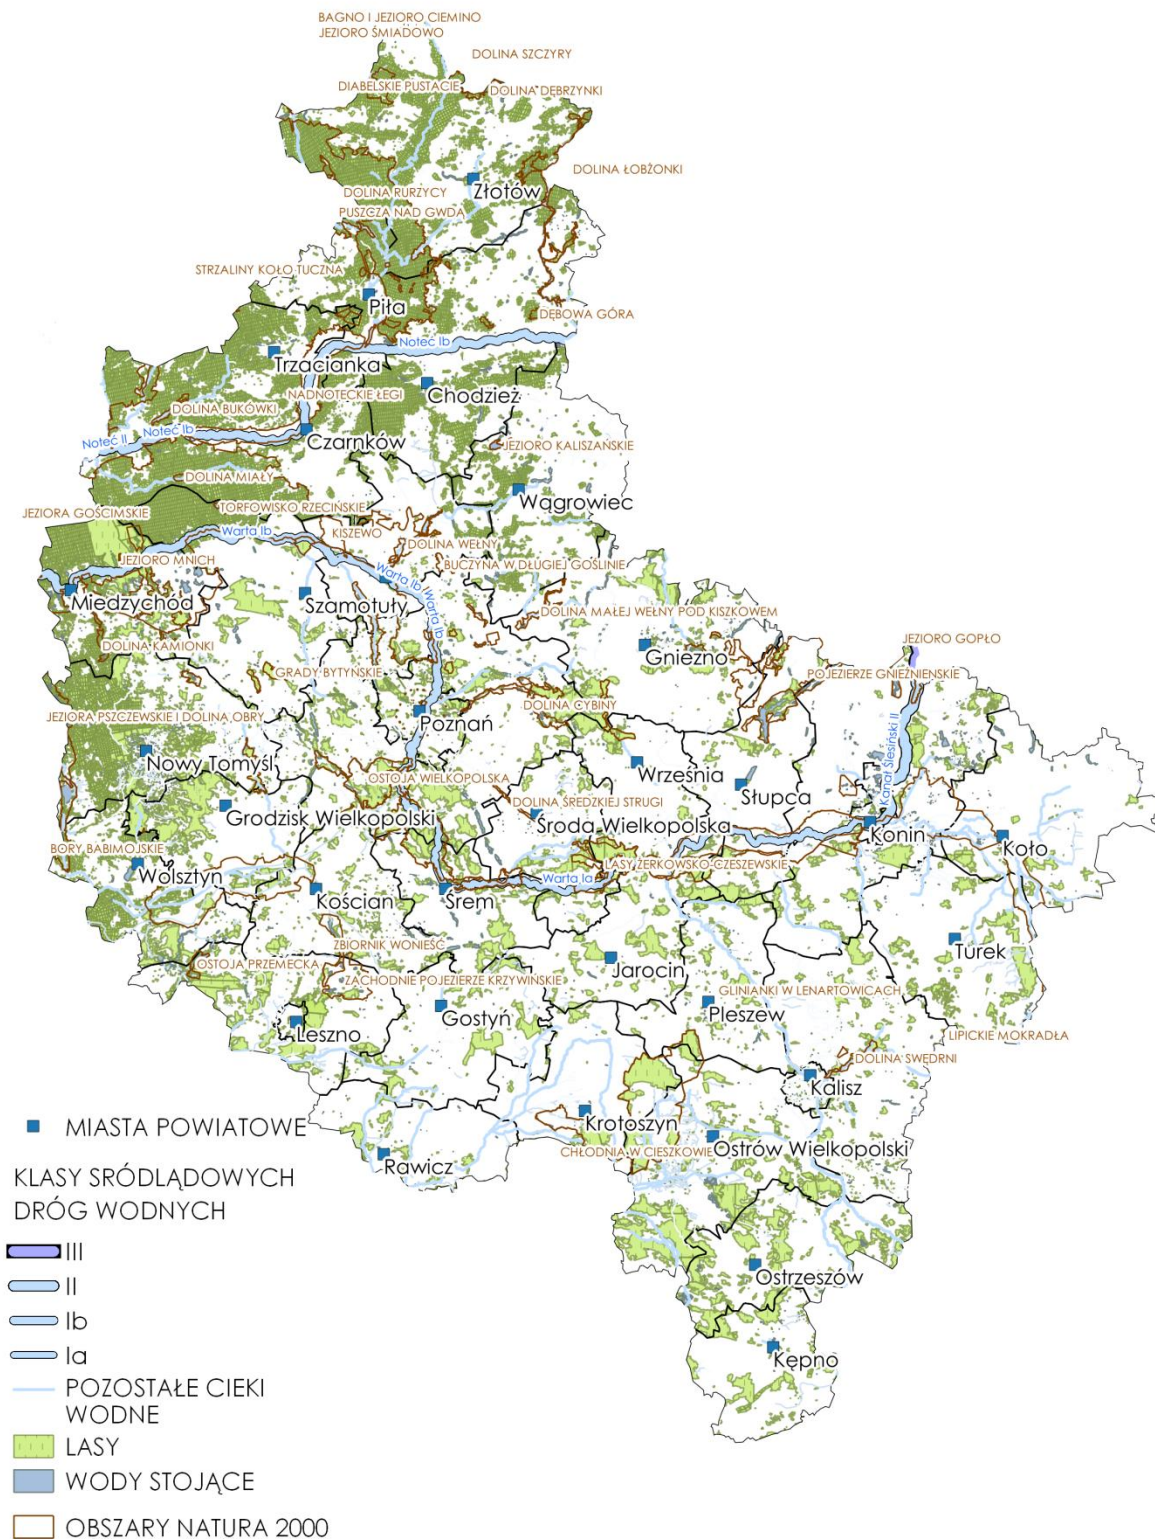 BAGNO I JEZIORO CIEMINO
JEZIORO ŚMIADOWO
DOLINA SZCZYRY
DIABELSKIE PUSTACIE
DOLINA DĘBRZYNKI
DOLINA ŁOBŻONKI
Złotów
DOLINA RURZYCY
PUSZCZA NAD GWDĄ
STRZALINY KOŁO TUCZNA
Piła
DĘBOWA GÓRA
Noteć Ib
Trzacianka
Chodzież
NADNOTECKIE ŁĘGI
DOLINA BUKÓWKI
Noteć II
Noteć Ib
Czarnków
JEZIORO KALISZAŃSKIE
DOLINA MIAŁY
Wągrowiec
JEZIORA GOŚCIMSKIE
TORFOWISKO RZECIŃSKIE
Warta Ib
KISZEWO
DOLINA WEŁNY
JEZIORO MNICH
BUCZYNA W DŁUGIEJ GOŚLINIE
Warta Ib
Warta Ib
Miedzychód
Szamotuły
DOLINA MAŁEJ WEŁNY POD KISZKOWEM
DOLINA KAMIONKI
Gniezno
JEZIORO GOPŁO
GRĄDY BYTYŃSKIE
POJEZIERZE GNIEŹNIEŃSKIE
JEZIORA PSZCZEWSKIE I DOLINA OBRY
Poznań
DOLINA CYBINY
Kanał Ślesiński II
Nowy Tomyśl
Września
OSTOJA WIELKOPOLSKA
Słupca
Grodzisk Wielkopolski
DOLINA ŚREDZKIEJ STRUGI
Środa Wielkopolska
Konin
Koło
BORY BABIMOJSKIE
Wolsztyn
LASY ŻERKOWSKO-CZESZEWSKIE
Warta Ia
Kościan
Śrem
ZBIORNIK WONIEŚĆ
Turek
OSTOJA PRZEMĘCKA
Jarocin
ZACHODNIE POJEZIERZE KRZYWIŃSKIE
GLINIANKI W LENARTOWICACH
Gostyń
Pleszew
Leszno
LIPICKIE MOKRADŁA
DOLINA SWĘDRNI
Kalisz
Krotoszyn
MIASTA POWIATOWE
CHŁODNIA W CIESZKOWIE
Ostrów Wielkopolski
Rawicz
KLASY SRÓDLĄDOWYCH
DRÓG WODNYCH
III
Ostrzeszów
II
Ib
Ia
Kępno
POZOSTAŁE CIEKI
WODNE
LASY
WODY STOJĄCE
OBSZARY NATURA 2000